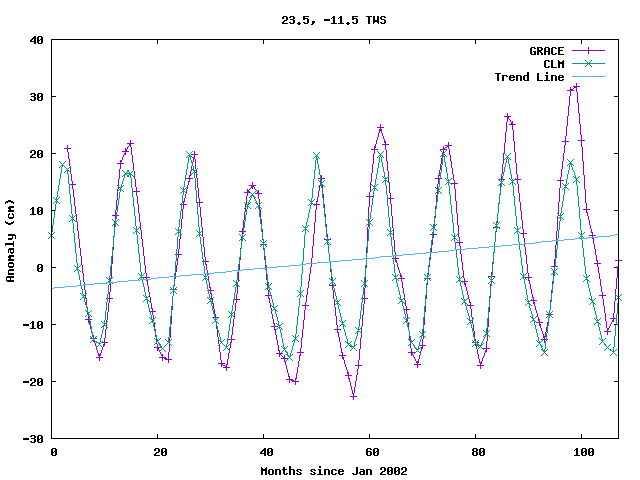 23.5, -11.5 TWS
GRACE
CLM
Trend Line
40
30
20
10
0
-10
-20
-30
Anomaly (cm)
0 20 40 60 80 100
Months since Jan 2002